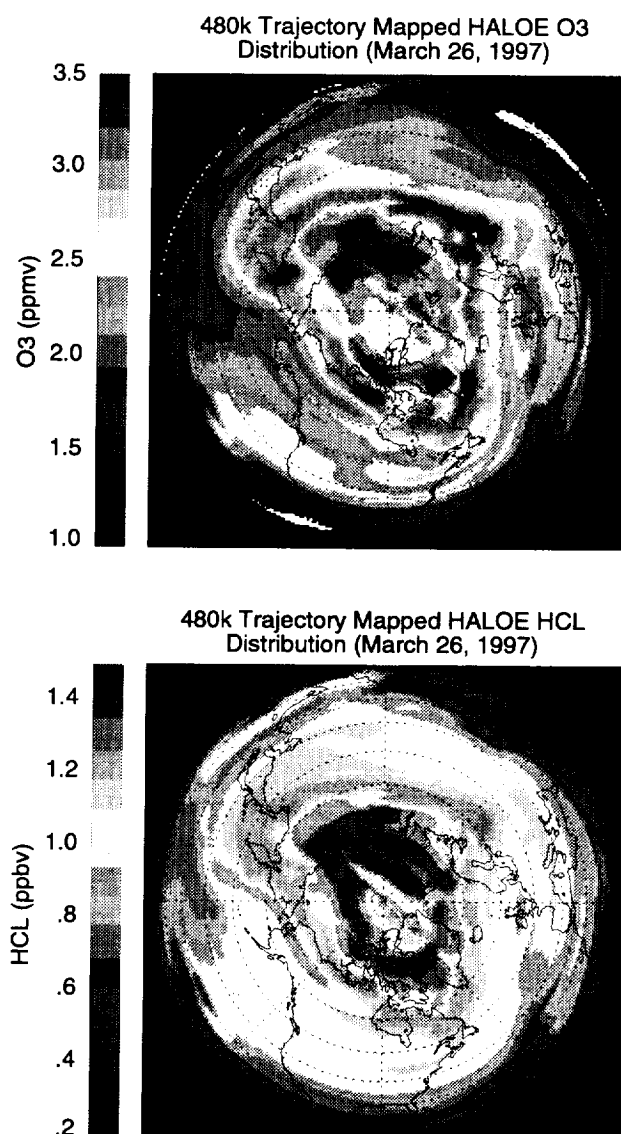 480k Trajectory Mapped HALOE O3
Distribution (March 26, 1997)
3.5
3.0
2.5
2.0
1.5
1.0
O3 (ppmv)
480k Trajectory Mapped HALOE HCL
Distribution (March 26, 1997)
1.4
1.2
1.0
.8
.6
.4
.2
HCL (ppbv)